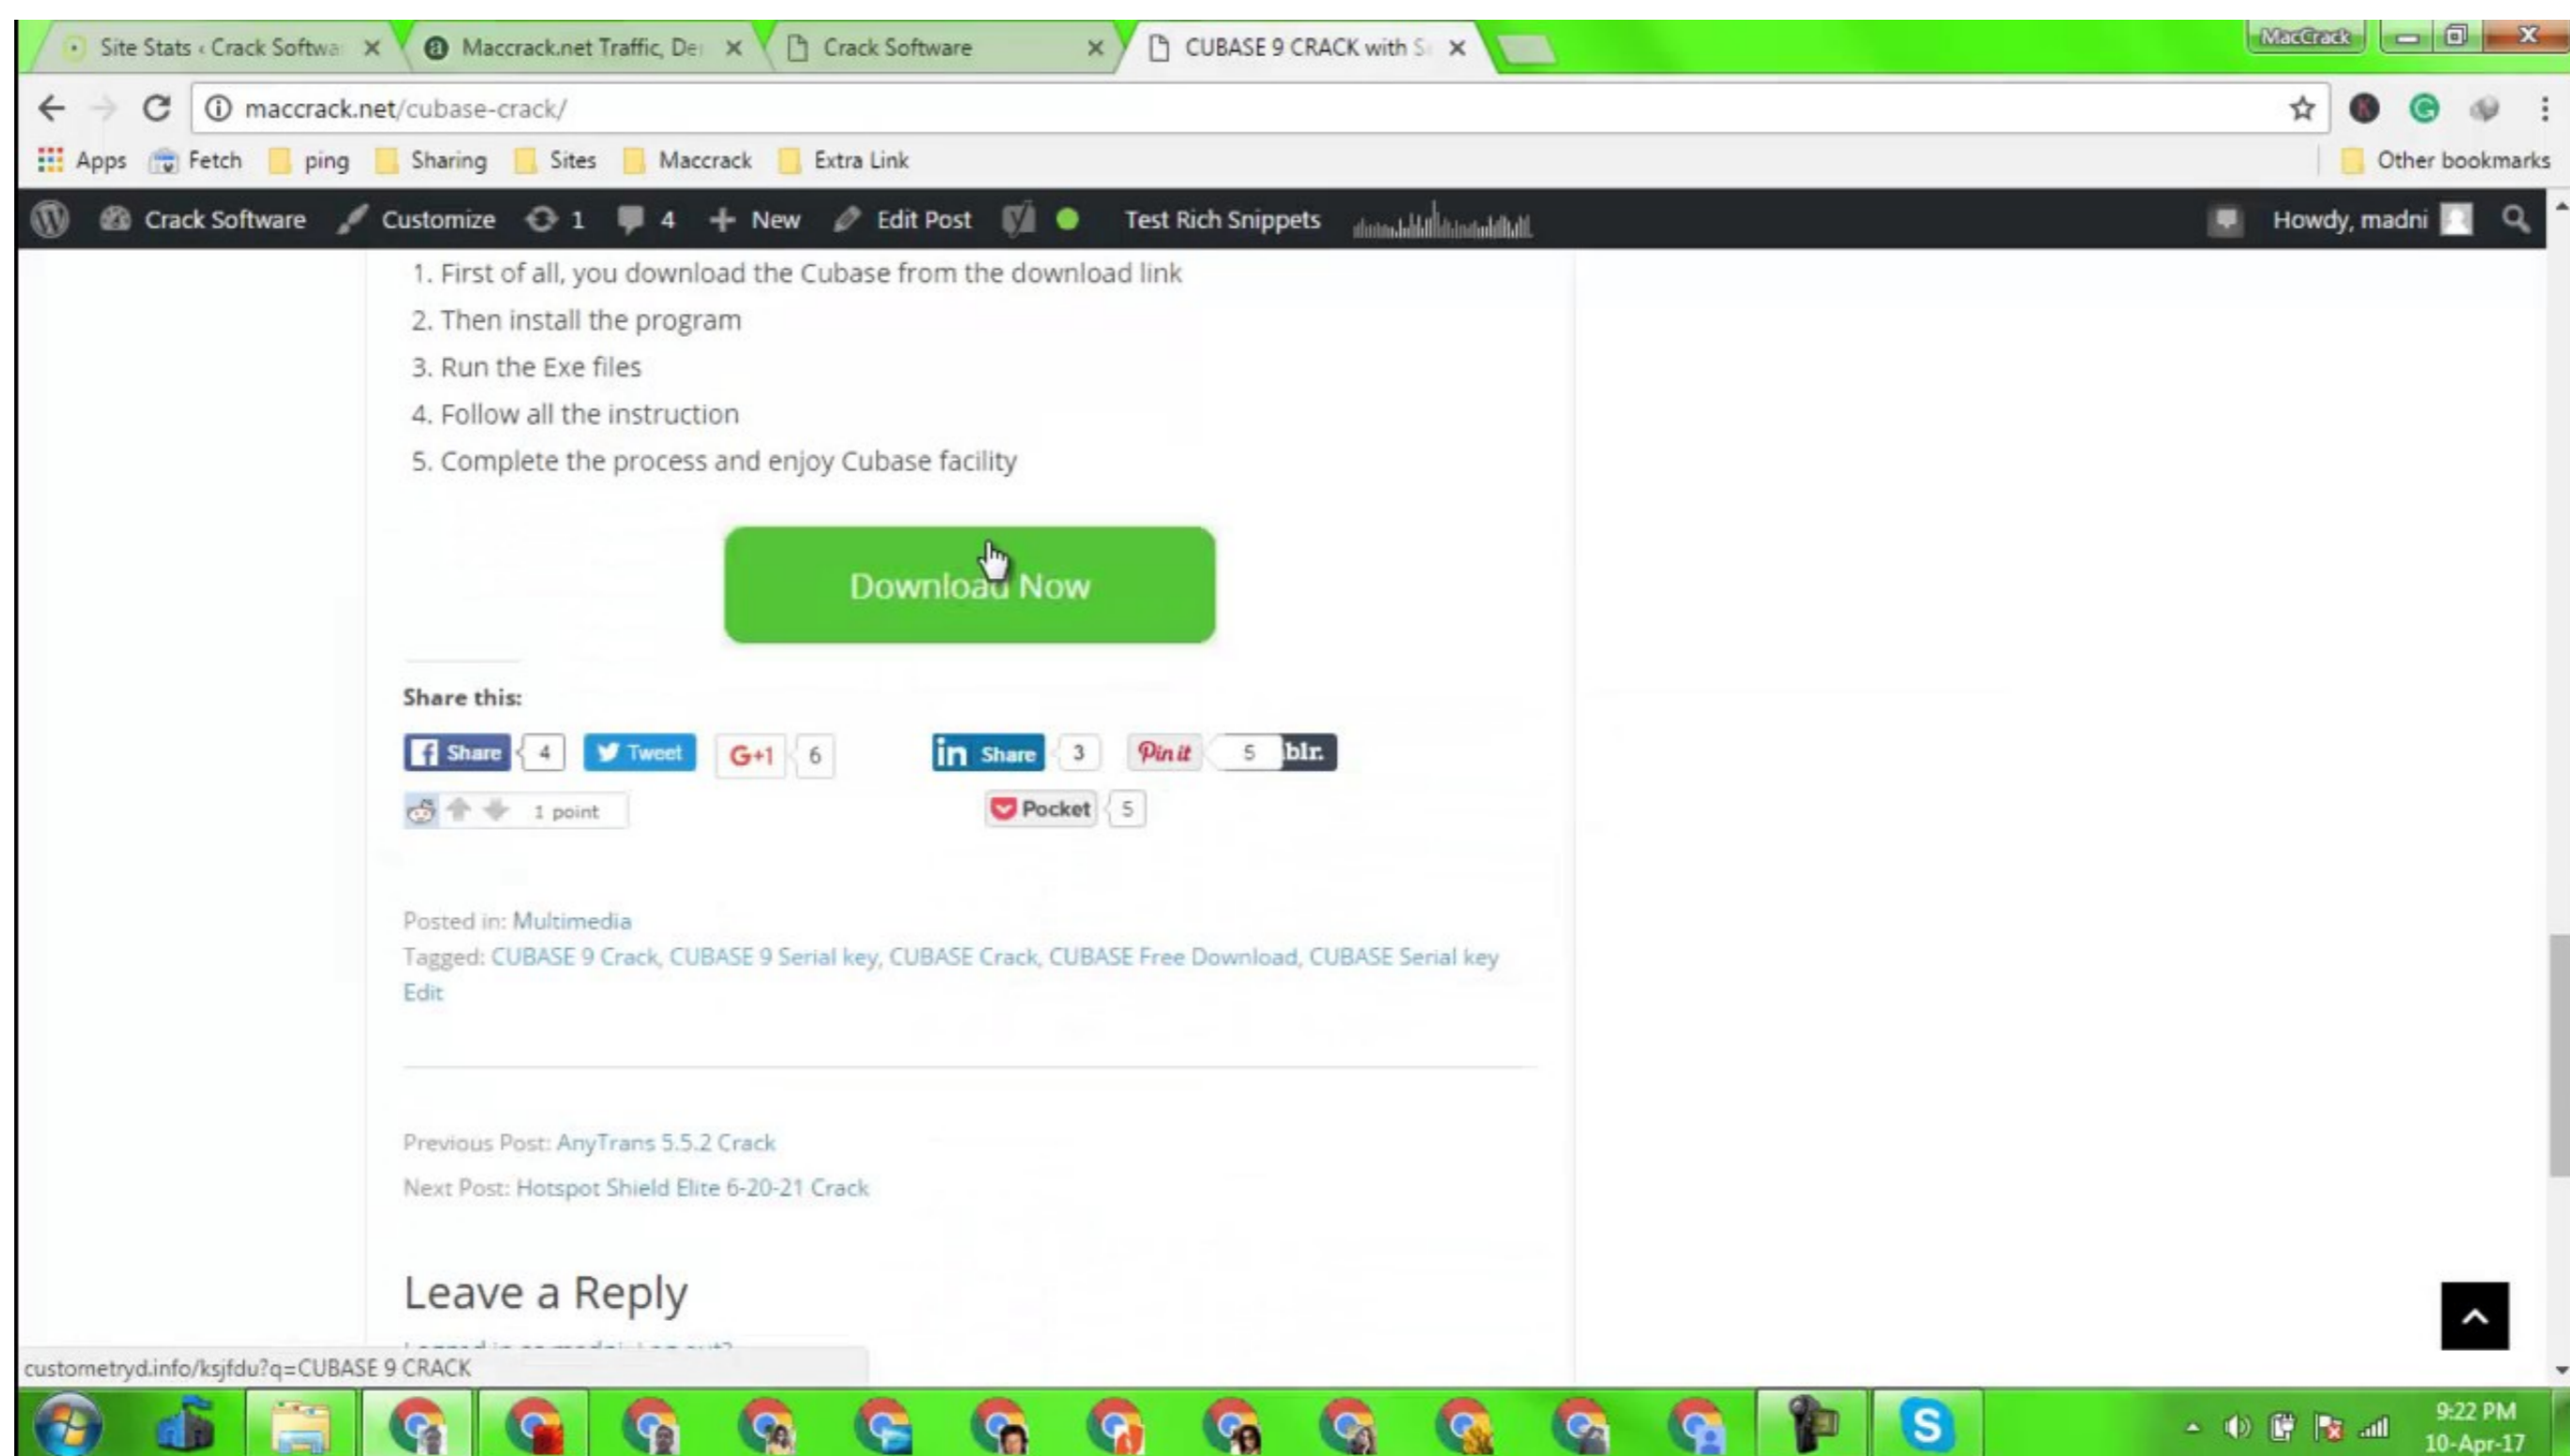 Site Stats ‹ Crack Softwa
Maccrack.net Traffic, De
Crack Software
CUBASE 9 CRACK with S
MacCrack
maccrack.net/cubase-crack/
Apps Fetch ping Sharing Sites Maccrack Extra Link Other bookmarks
Crack Software Customize 1 4 + New Edit Post Test Rich Snippets Howdy, madni
1. First of all, you download the Cubase from the download link
2. Then install the program
3. Run the Exe files
4. Follow all the instruction
5. Complete the process and enjoy Cubase facility
Download Now
Share this:
Share 4 Tweet G+1 6 in Share 3 Pin it 5 blr.
1 point Pocket 5
Posted in: Multimedia
Tagged: CUBASE 9 Crack, CUBASE 9 Serial key, CUBASE Crack, CUBASE Free Download, CUBASE Serial key
Edit
Previous Post: AnyTrans 5.5.2 Crack
Next Post: Hotspot Shield Elite 6-20-21 Crack
Leave a Reply
custometryd.info/ksjfdu?q=CUBASE 9 CRACK
9:22 PM
10-Apr-17